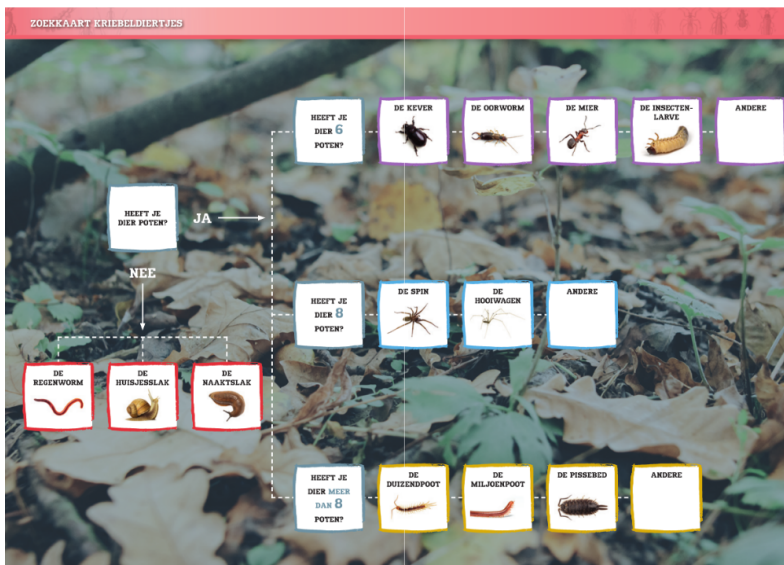 ZOEKKAART KRIEBELDIERTJES
HEEFT JE
DIER POTEN?
JA
NEE
DE
REGENWORM
DE
HUISJESSLAK
DE
NAAKTSLAK
HEEFT JE
DIER 6
POTEN?
DE KEVER
DE OORWORM
DE MIER
DE INSECTEN-
LARVE
ANDERE
HEEFT JE
DIER 8
POTEN?
DE SPIN
DE
HOOIWAGEN
ANDERE
HEEFT JE
DIER MEER
DAN 8
POTEN?
DE
DUIZENDPOOT
DE
MILJOENPOOT
DE PISSEBED
ANDERE